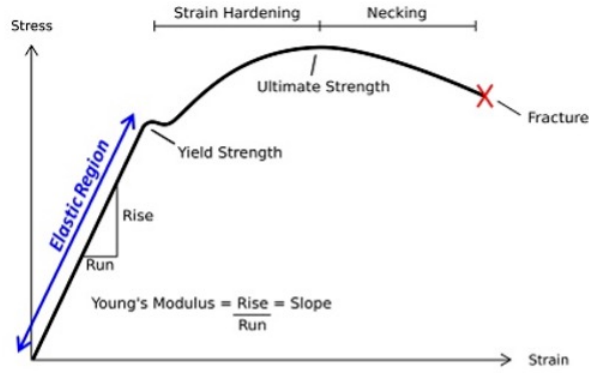 Strain Hardening
Necking
Stress
Ultimate Strength
Fracture
Yield Strength
Elastic Region
Rise
Run
Young's Modulus = Rise = Slope
Run
Strain